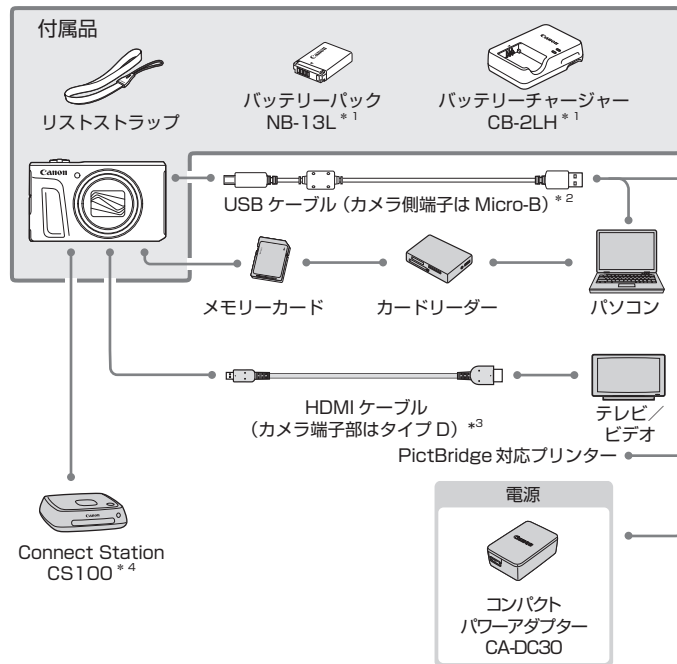 付属品
リストストラップ
バッテリーパック
NB-13L*1
バッテリーチャージャー
CB-2LH*1
Canon
USB ケーブル（カメラ側端子は Micro-B）*2
メモリーカード
カードリーダー
パソコン
HDMI ケーブル
（カメラ端子部はタイプ D）*3
テレビ／
ビデオ
PictBridge 対応プリンター
電源
Connect Station
CS100*4
コンパクト
パワーアダプター
CA-DC30